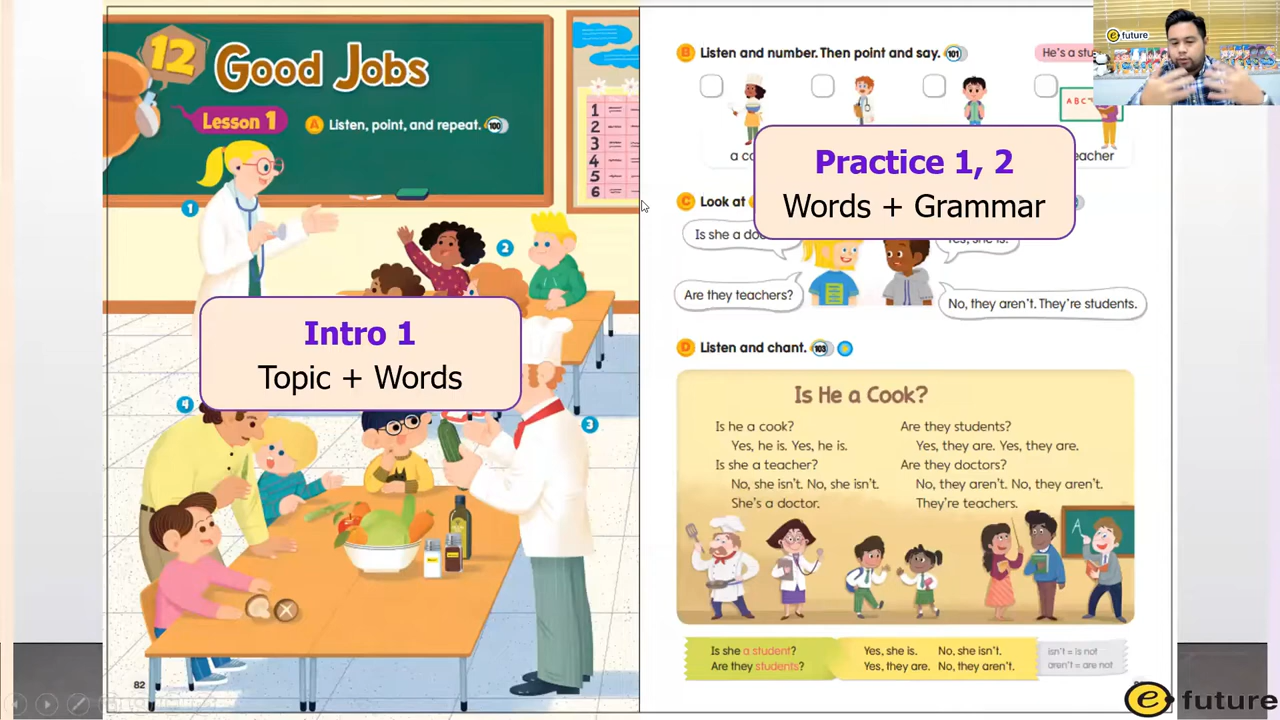 12
Good Jobs
Lesson 1
A Listen, point, and repeat. 100
1
2
3
4
5
6
1
2
Intro 1
Topic + Words
4
3
82
B Listen and number. Then point and say. 101
He's a stu
ABC
a co
eacher
Practice 1, 2
Words + Grammar
C Look at
Is she a do
Yes, she is.
Are they teachers?
No, they aren't. They're students.
D Listen and chant. 103
Is He a Cook?
Is he a cook?
Yes, he is. Yes, he is.
Is she a teacher?
No, she isn't. No, she isn't.
She's a doctor.
Are they students?
Yes, they are. Yes, they are.
Are they doctors?
No, they aren't. No, they aren't.
They're teachers.
A
Is she a student?
Are they students?
Yes, she is. No, she isn't.
Yes, they are. No, they aren't.
isn't = is not
aren't = are not
e future
e future